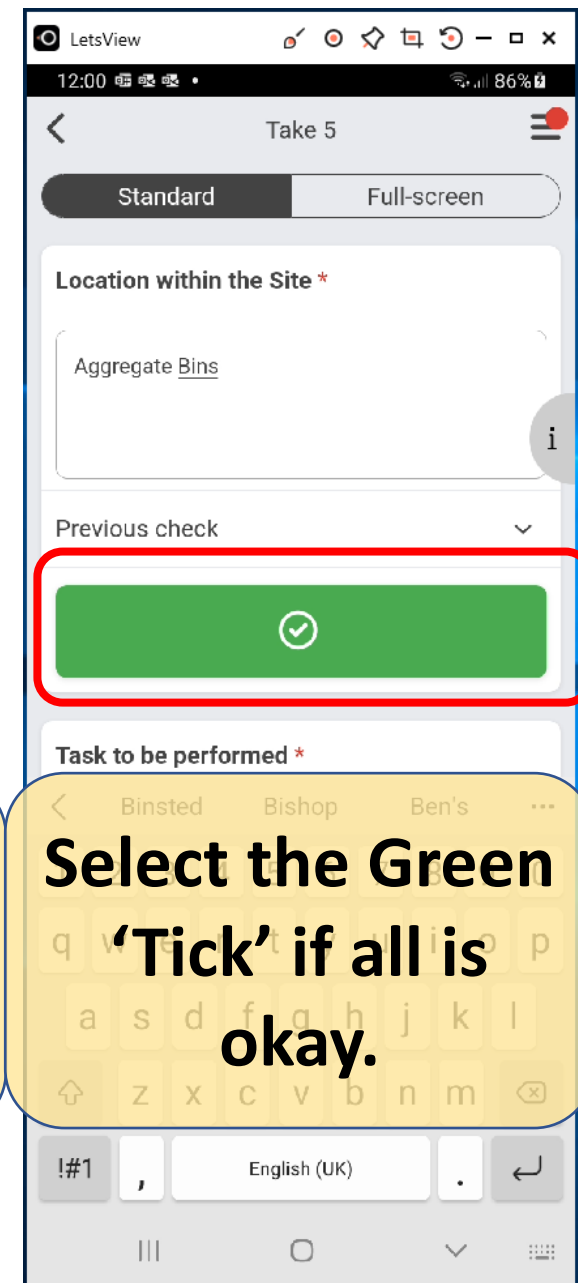 LetsView
12:00 86%
Take 5
Standard Full-screen
Location within the Site *
Aggregate Bins
i
Previous check
Task to be performed *
Binsted Bishop Ben's ...
Select the Green
‘Tick’ if all is
okay.
q w e r t y u i o p
a s d f g h j k l
z x c v b n m
!#1 , English (UK) .